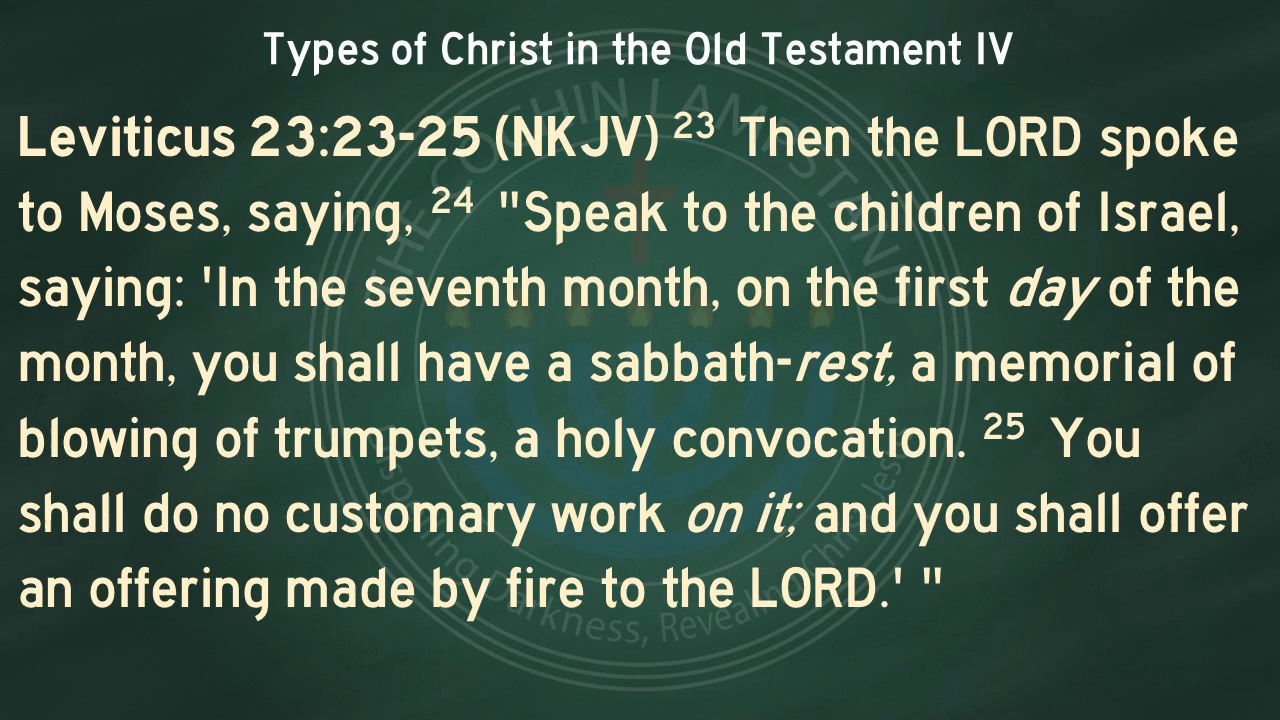 Types of Christ in the Old Testament IV
Leviticus 23:23-25 (NKJV) 23 Then the LORD spoke
to Moses, saying, 24 "Speak to the children of Israel,
saying: 'In the seventh month, on the first day of the
month, you shall have a sabbath-rest, a memorial of
blowing of trumpets, a holy convocation. 25 You
shall do no customary work on it; and you shall offer
an offering made by fire to the LORD.' "